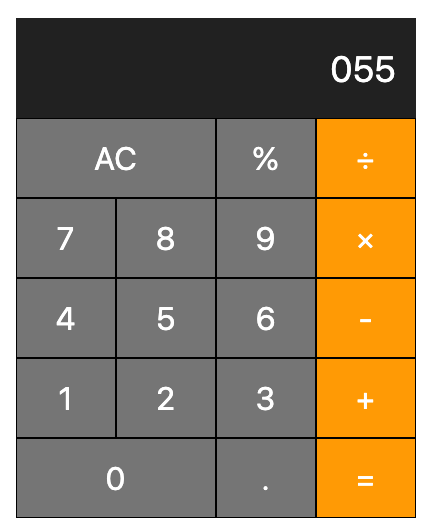 055
AC % ÷
7 8 9 ×
4 5 6 -
1 2 3 +
0 . =